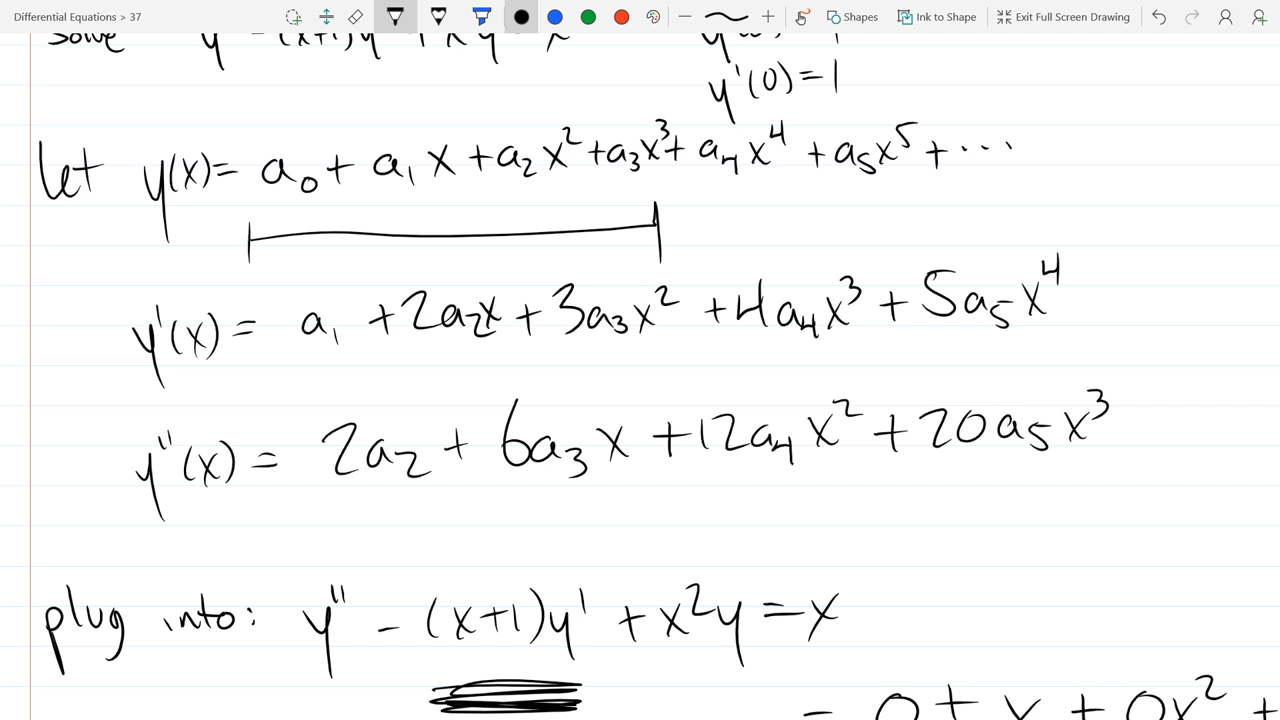 Differential Equations > 37
Shapes Ink to Shape Exit Full Screen Drawing
solve
y'(0)=1
let y(x)= a₀ + a₁x + a₂x² + a₃x³ + a₄x⁴ + a₅x⁵ + ⋯
y'(x) = a₁ + 2a₂x + 3a₃x² + 4a₄x³ + 5a₅x⁴
y''(x) = 2a₂ + 6a₃x + 12a₄x² + 20a₅x³
plug into: y'' - (x+1)y' + x²y = x